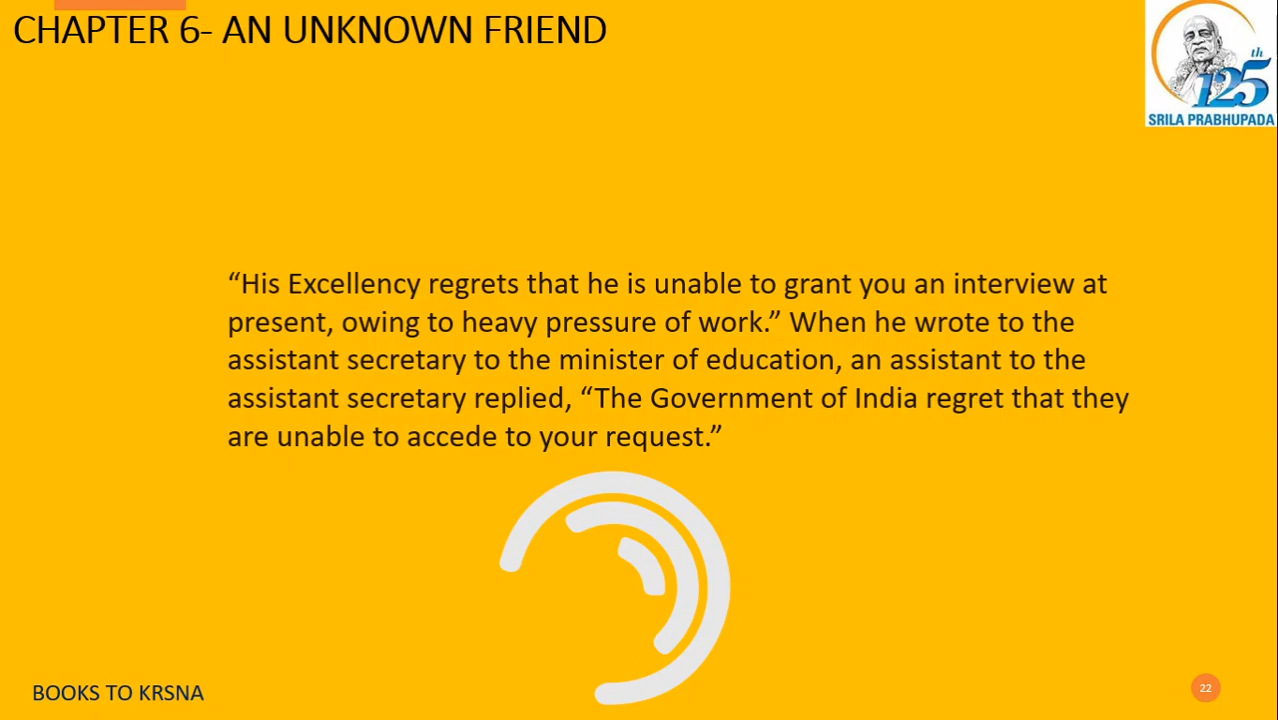 CHAPTER 6- AN UNKNOWN FRIEND
125th
SRILA PRABHUPADA
“His Excellency regrets that he is unable to grant you an interview at
present, owing to heavy pressure of work.” When he wrote to the
assistant secretary to the minister of education, an assistant to the
assistant secretary replied, “The Government of India regret that they
are unable to accede to your request.”
BOOKS TO KRSNA
22